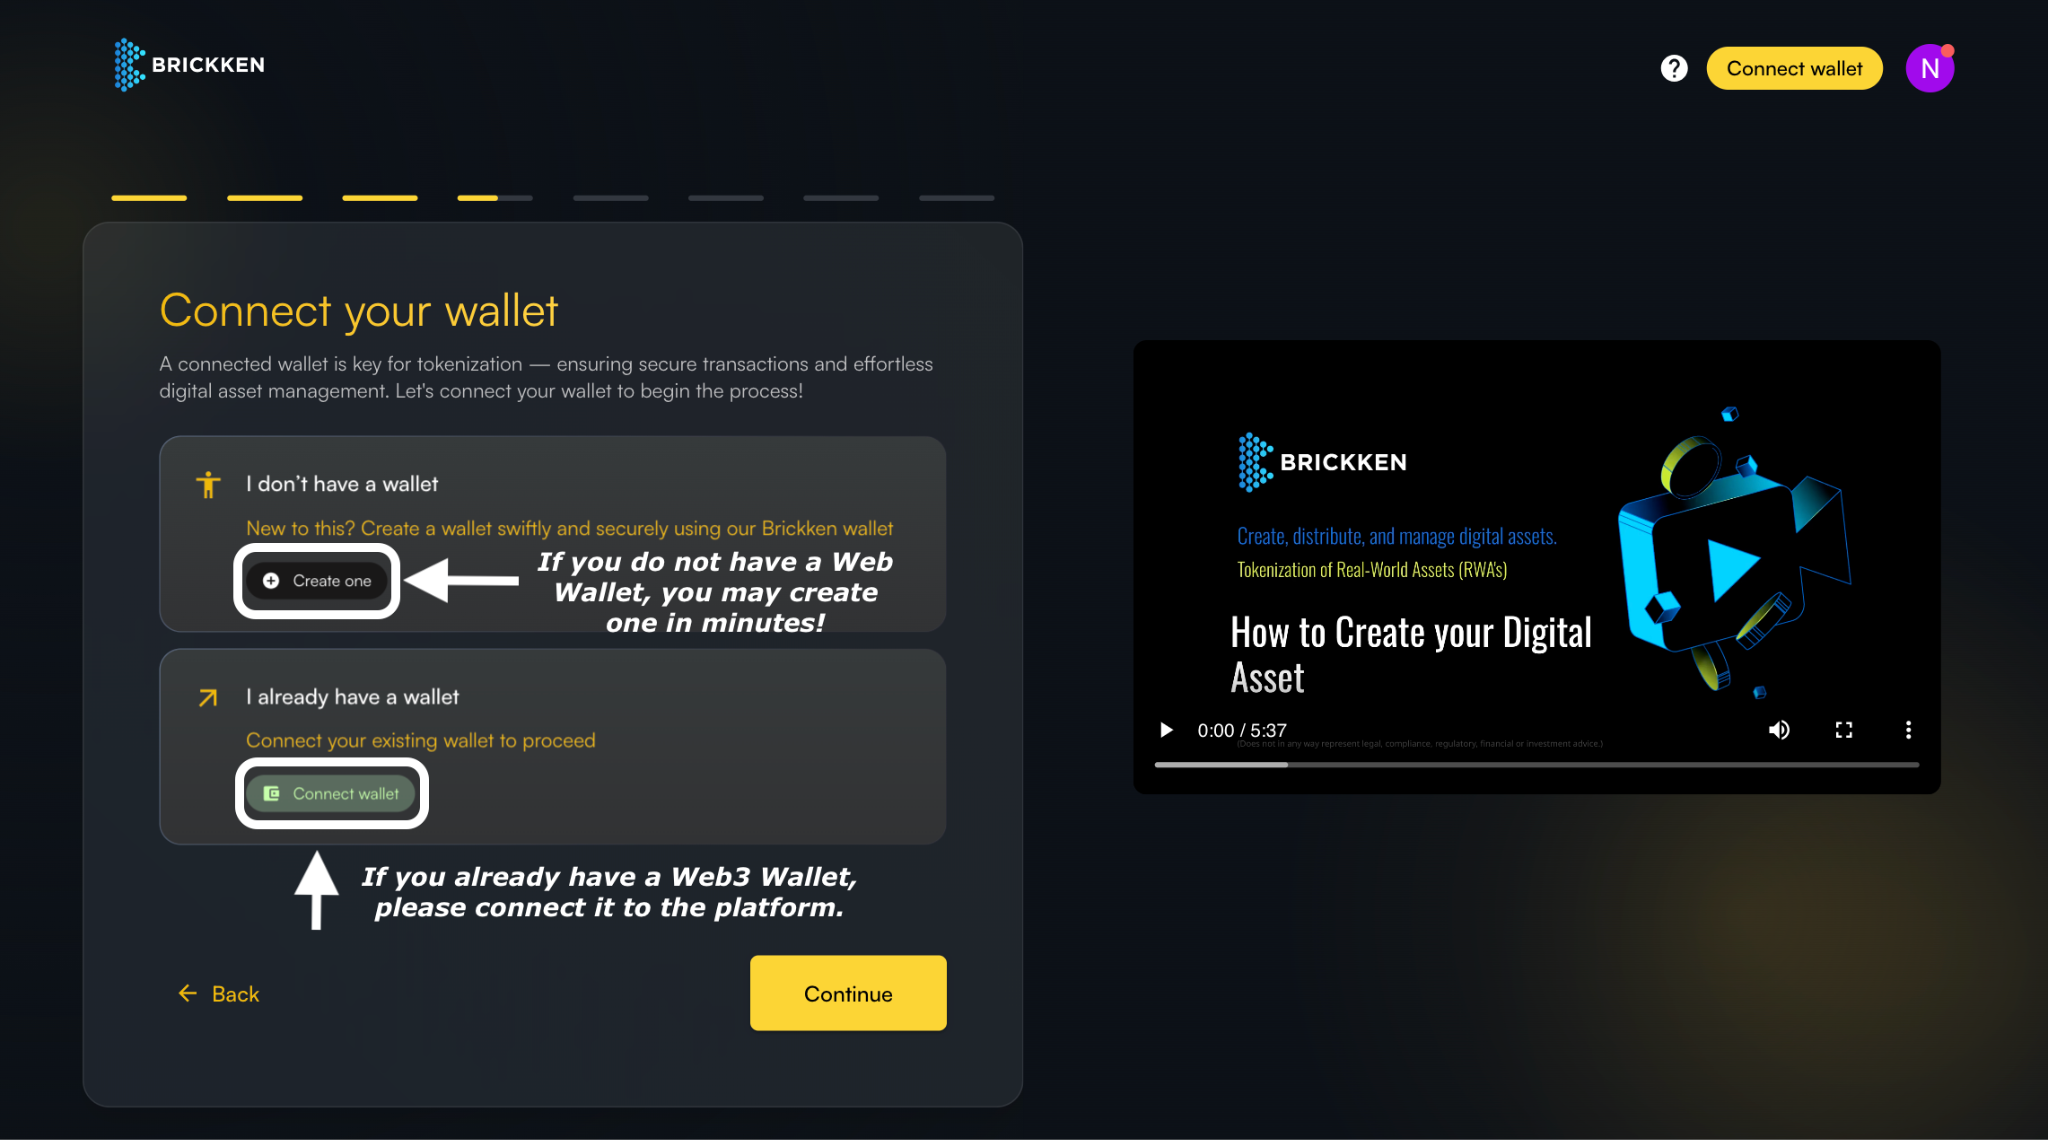 BRICKKEN
Connect wallet
N
Connect your wallet
A connected wallet is key for tokenization — ensuring secure transactions and effortless
digital asset management. Let's connect your wallet to begin the process!
I don't have a wallet
New to this? Create a wallet swiftly and securely using our Brickken wallet
Create one
If you do not have a Web
Wallet, you may create
one in minutes!
I already have a wallet
Connect your existing wallet to proceed
Connect wallet
If you already have a Web3 Wallet,
please connect it to the platform.
Back
Continue
BRICKKEN
Create, distribute, and manage digital assets.
Tokenization of Real-World Assets (RWA's)
How to Create your Digital
Asset
0:00 / 5:37
(Does not in any way represent legal, compliance, regulatory, financial or investment advice.)